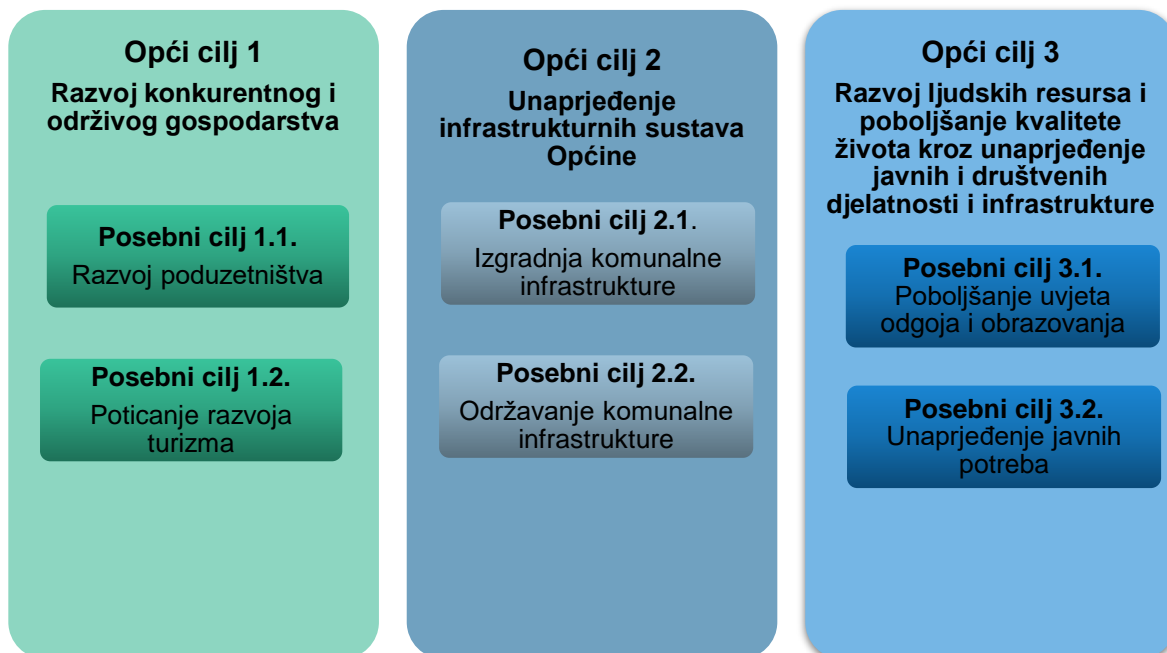 Opći cilj 1
Razvoj konkurentnog i
održivog gospodarstva
Posebni cilj 1.1.
Razvoj poduzetništva
Posebni cilj 1.2.
Poticanje razvoja
turizma
Opći cilj 2
Unaprjeđenje
infrastrukturnih sustava
Općine
Posebni cilj 2.1.
Izgradnja komunalne
infrastrukture
Posebni cilj 2.2.
Održavanje komunalne
infrastrukture
Opći cilj 3
Razvoj ljudskih resursa i
poboljšanje kvalitete
života kroz unaprjeđenje
javnih i društvenih
djelatnosti i infrastrukture
Posebni cilj 3.1.
Poboljšanje uvjeta
odgoja i obrazovanja
Posebni cilj 3.2.
Unaprjeđenje javnih
potreba